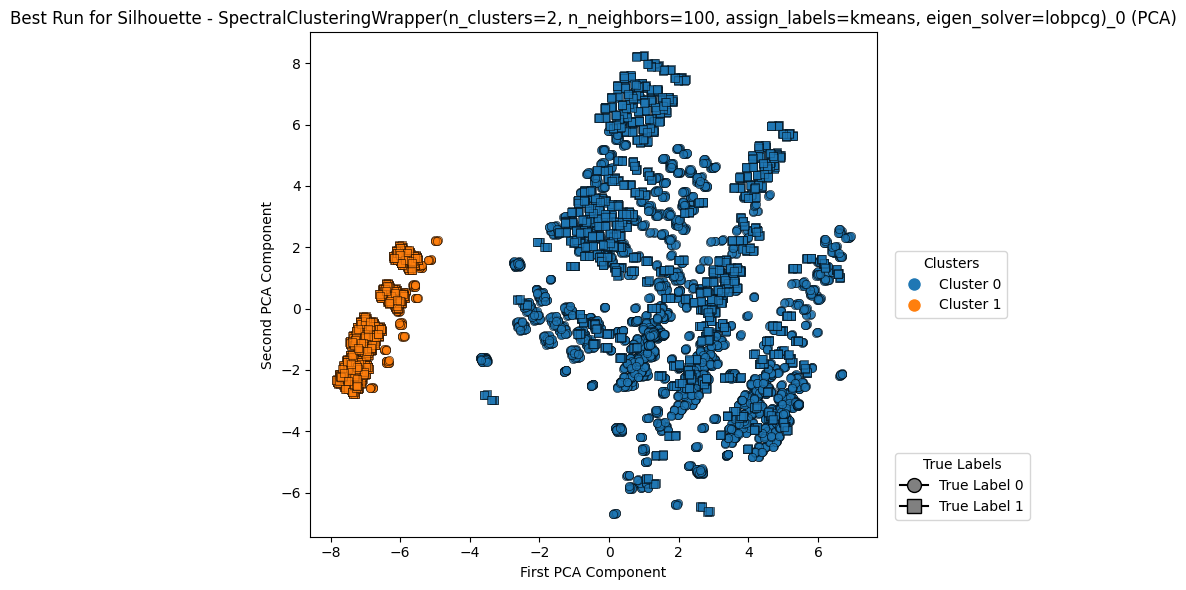 Best Run for Silhouette - SpectralClusteringWrapper(n_clusters=2, n_neighbors=100, assign_labels=kmeans, eigen_solver=lobpcg)_0 (PCA)
Second PCA Component
8
6
4
2
0
−2
−4
−6
−8
−6
−4
−2
0
2
4
6
First PCA Component
Clusters
Cluster 0
Cluster 1
True Labels
True Label 0
True Label 1